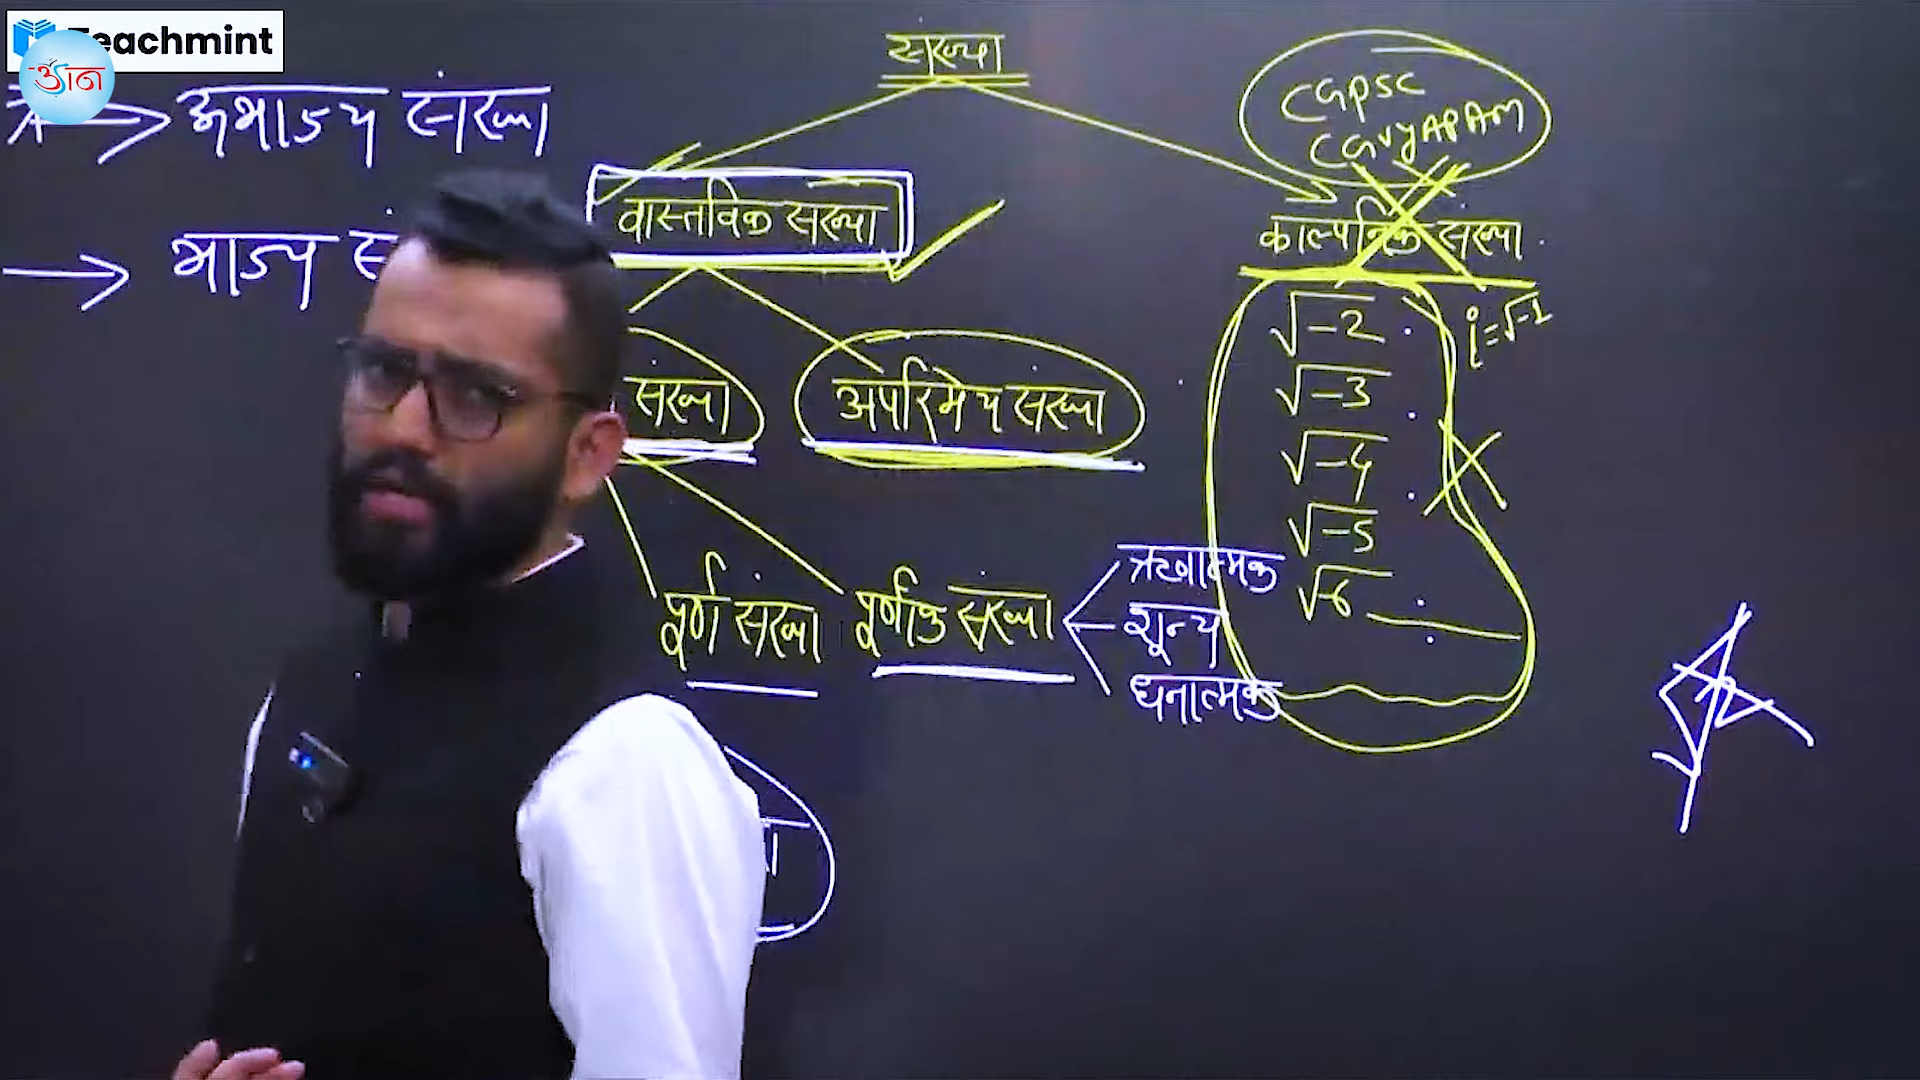 Teachmint
ज्ञान
संख्या
CGPSC
CGVYAPAM
अभाज्य संख्या
वास्तविक संख्या
काल्पनिक संख्या
भाज्य सं
√-2
i=√-1
√-3
संख्या
अपरिमेय संख्या
√-4
√-5
ऋणात्मक
√-6
पूर्ण संख्या
पूर्णांक संख्या
शून्य
धनात्मक